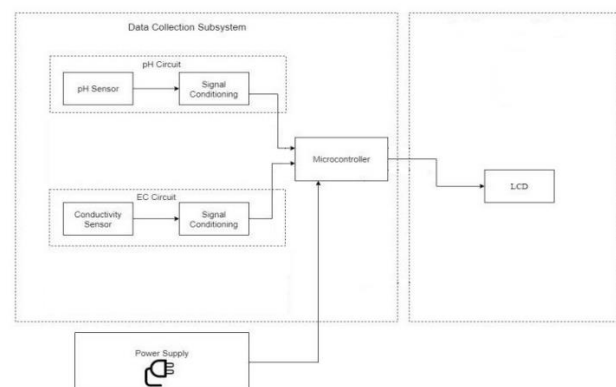 Data Collection Subsystem
pH Circuit
pH Sensor
Signal
Conditioning
Microcontroller
LCD
EC Circuit
Conductivity
Sensor
Signal
Conditioning
Power Supply